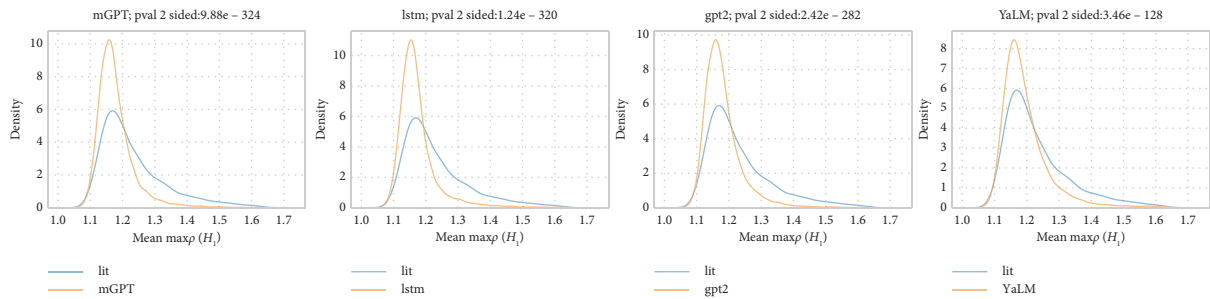 mGPT; pval 2 sided:9.88e – 324
10
8
6
4
2
0
Density
1.0 1.1 1.2 1.3 1.4 1.5 1.6 1.7
Mean maxρ (H₁)
lit
mGPT
lstm; pval 2 sided:1.24e – 320
10
8
6
4
2
0
Density
1.0 1.1 1.2 1.3 1.4 1.5 1.6 1.7
Mean maxρ (H₁)
lit
lstm
gpt2; pval 2 sided:2.42e – 282
10
8
6
4
2
0
Density
1.0 1.1 1.2 1.3 1.4 1.5 1.6 1.7
Mean maxρ (H₁)
lit
gpt2
YaLM; pval 2 sided:3.46e – 128
8
7
6
5
4
3
2
1
0
Density
1.0 1.1 1.2 1.3 1.4 1.5 1.6 1.7
Mean maxρ (H₁)
lit
YaLM